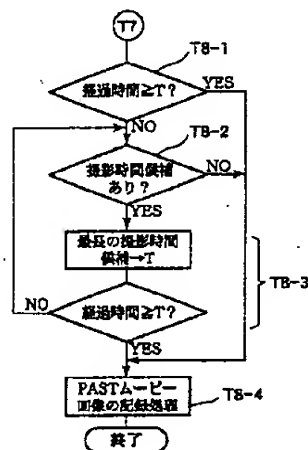 T7
T8-1
経過時間≧T?
YES
NO
T8-2
撮影時間候補
あり?
NO
YES
最長の撮影時間
候補→T
T8-3
NO
経過時間≧T?
YES
PASTムービー
画像の記録処理
T8-4
終了